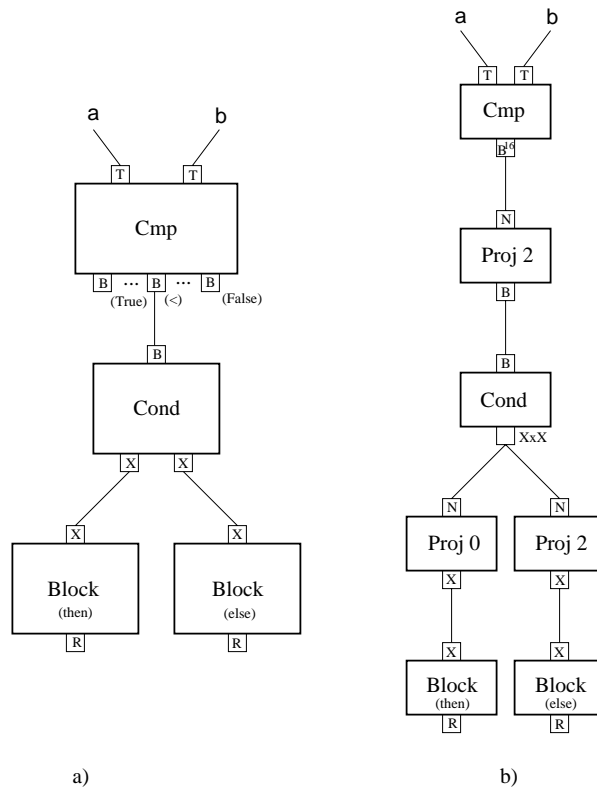 a b
T T
Cmp
B ... B ... B
(True) (<) (False)
B
Cond
X X
X X
Block Block
(then) (else)
R R
a)
a b
T T
Cmp
B16
N
Proj 2
B
B
Cond
XxX
N N
Proj 0 Proj 2
X X
X X
Block Block
(then) (else)
R R
b)